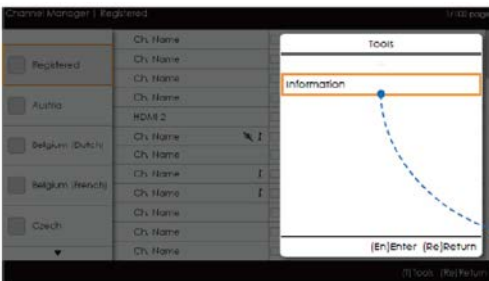 Channel Manager | Registered
1/100 page
Registered
Austria
Belgium (Dutch)
Belgium (French)
Czech
Ch. Name
Ch. Name
Ch. Name
Ch. Name
HDMI 2
Ch. Name
Ch. Name
Ch. Name
Ch. Name
Ch. Name
Ch. Name
Ch. Name
Tools
Information
(En)Enter (Re)Return
(T) Tools (Re)Return